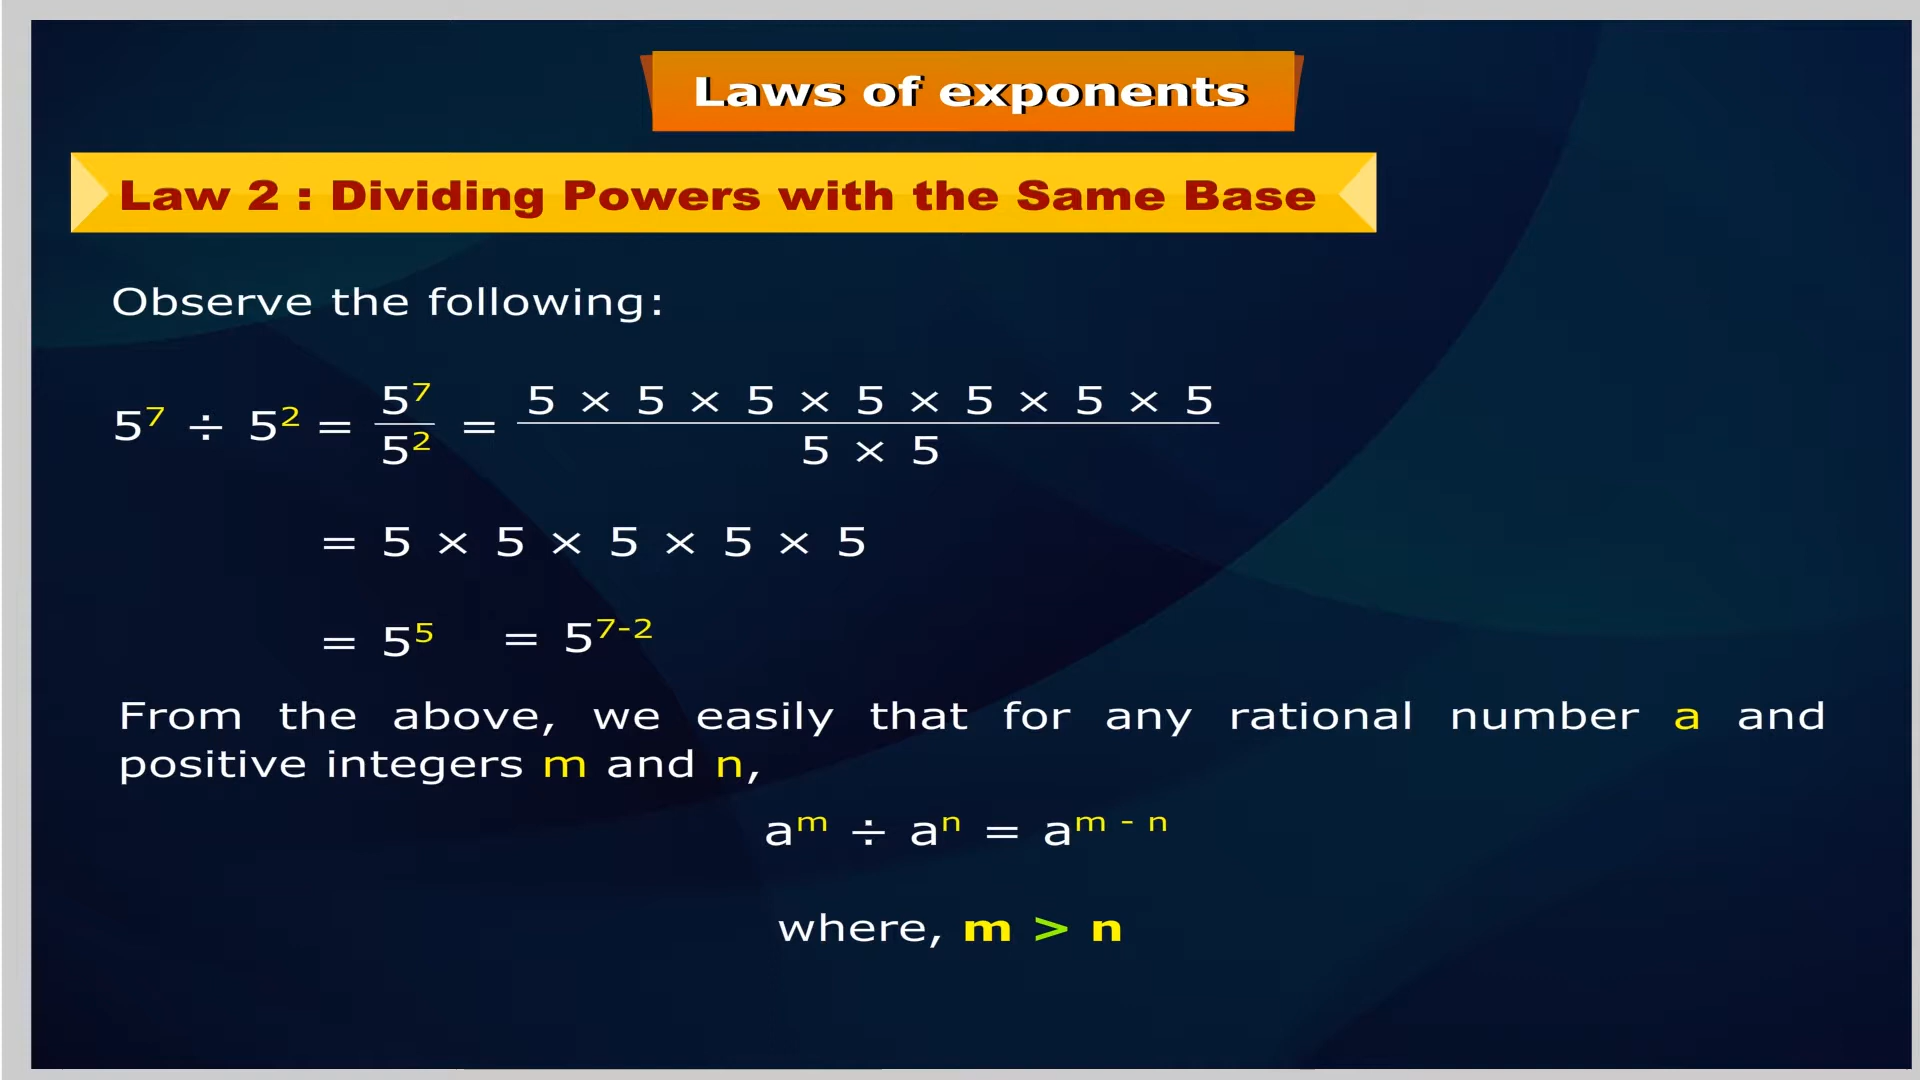 Laws of exponents
Law 2 : Dividing Powers with the Same Base
Observe the following:
5⁷ ÷ 5² = 5⁷/5² = 5 × 5 × 5 × 5 × 5 × 5 × 5 / 5 × 5
= 5 × 5 × 5 × 5 × 5
= 5⁵ = 5⁷⁻²
From the above, we easily that for any rational number a and
positive integers m and n,
aᵐ ÷ aⁿ = aᵐ ⁻ ⁿ
where, m > n